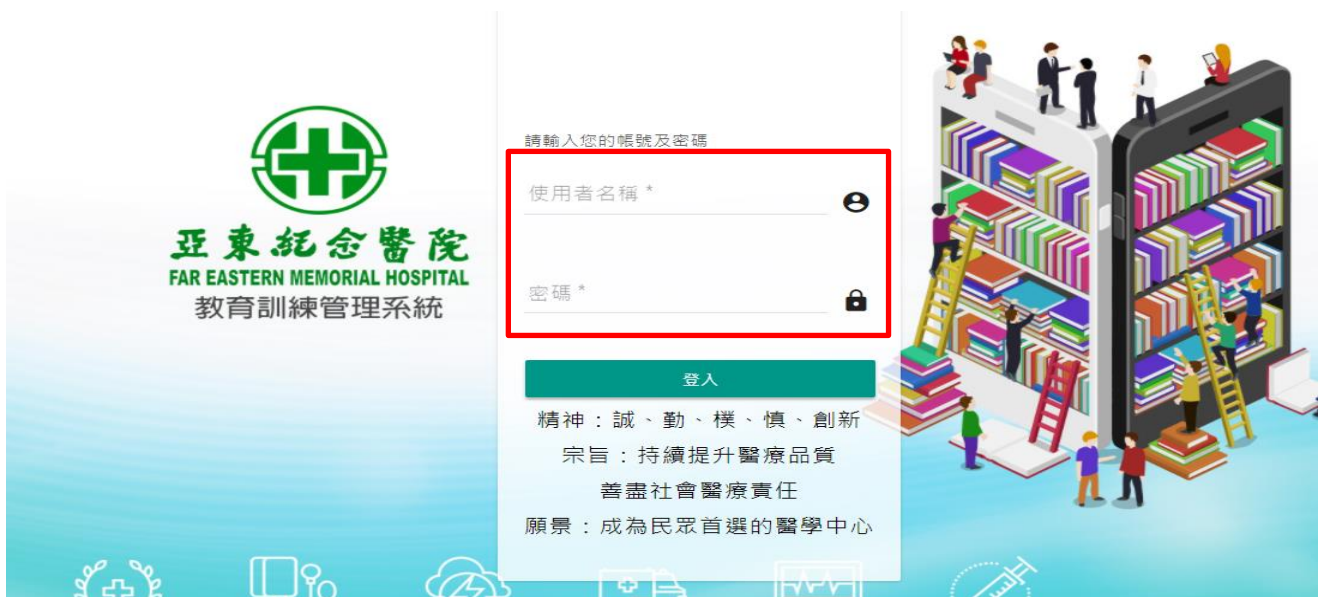 亞東紀念醫院
FAR EASTERN MEMORIAL HOSPITAL
教育訓練管理系統
請輸入您的帳號及密碼
使用者名稱 *
密碼 *
登入
精神：誠、勤、樸、慎、創新
宗旨：持續提升醫療品質
善盡社會醫療責任
願景：成為民眾首選的醫學中心